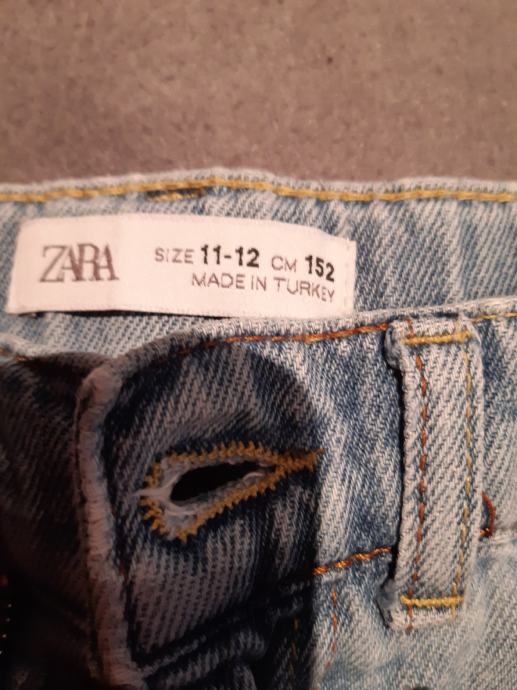 ZARA
SIZE 11-12 CM 152
MADE IN TURKEY